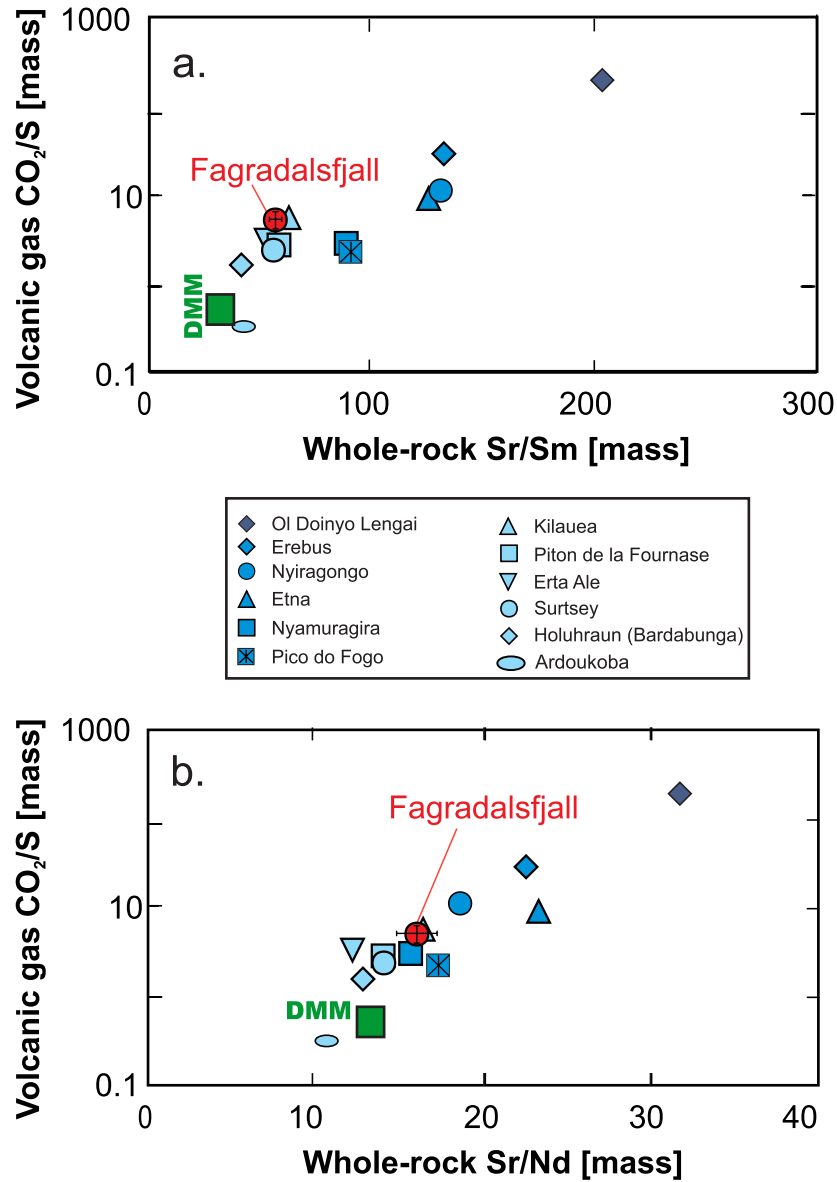 Volcanic gas CO₂/S [mass]
1000
10
0.1
a.
Fagradalsfjall
DMM
0 100 200 300
Whole-rock Sr/Sm [mass]
Ol Doinyo Lengai
Erebus
Nyiragongo
Etna
Nyamuragira
Pico do Fogo
Kilauea
Piton de la Fournase
Erta Ale
Surtsey
Holuhraun (Bardabunga)
Ardoukoba
Volcanic gas CO₂/S [mass]
1000
10
0.1
b.
Fagradalsfjall
DMM
0 10 20 30 40
Whole-rock Sr/Nd [mass]